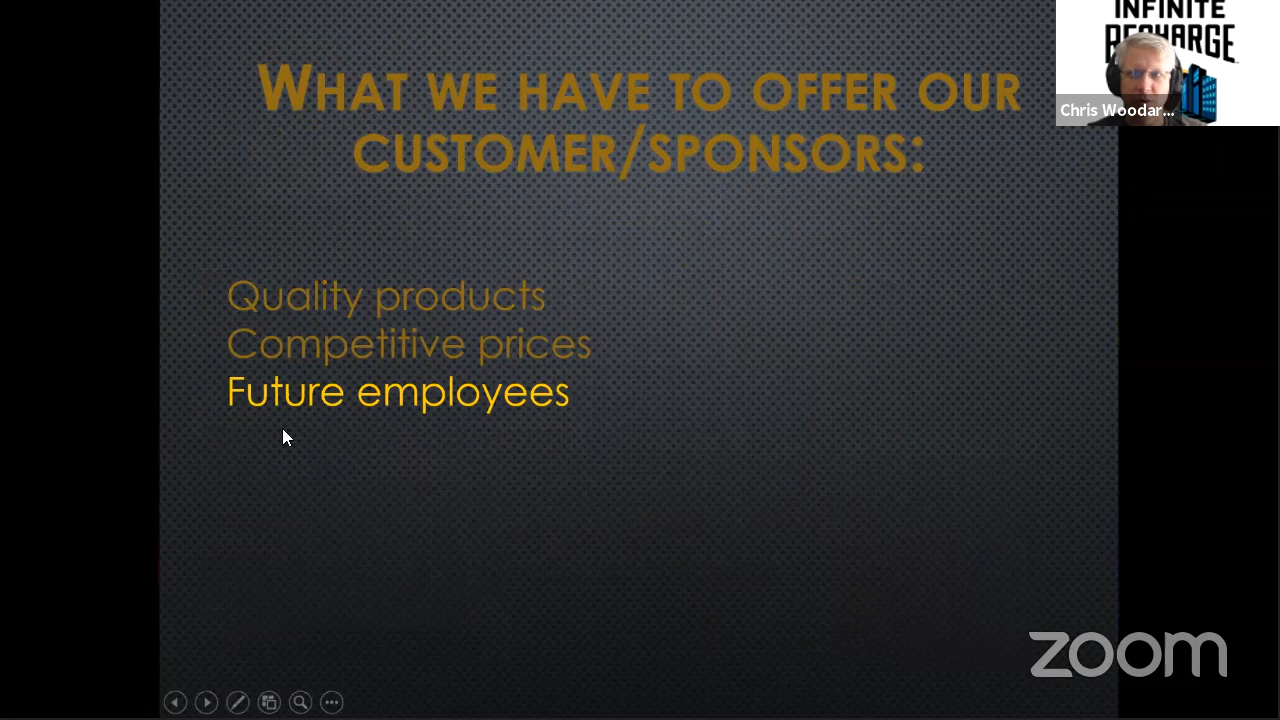 INFINITE
RECHARGE
Chris Woodar...
WHAT WE HAVE TO OFFER OUR
CUSTOMER/SPONSORS:
Quality products
Competitive prices
Future employees
zoom